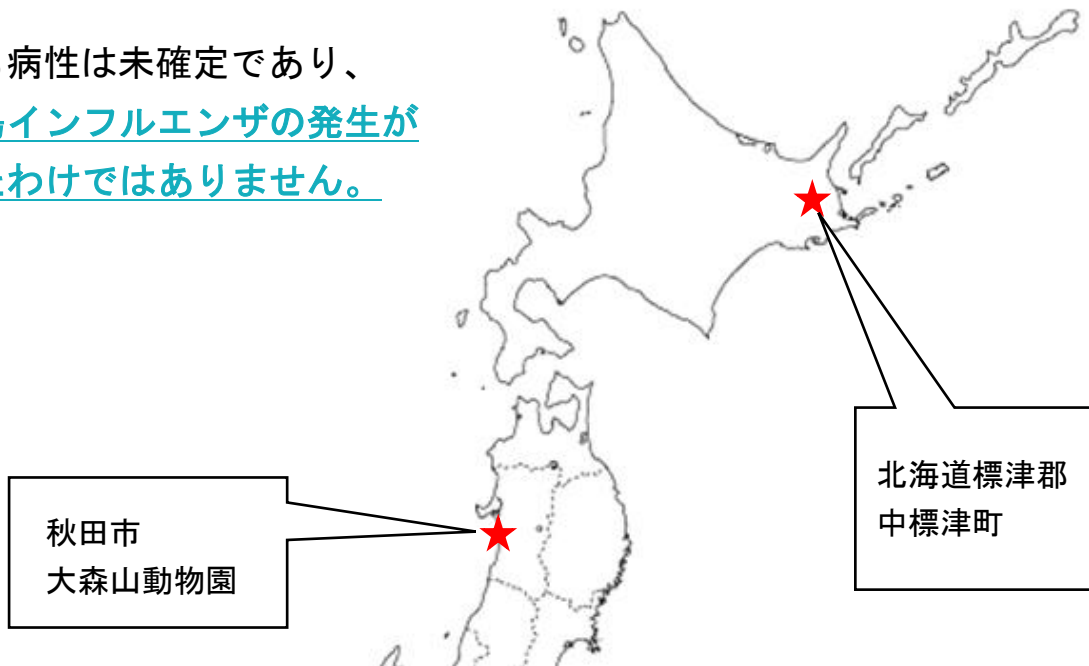 病性は未確定であり、
インフルエンザの発生が
わけではありません。
北海道標津郡
中標津町
秋田市
大森山動物園